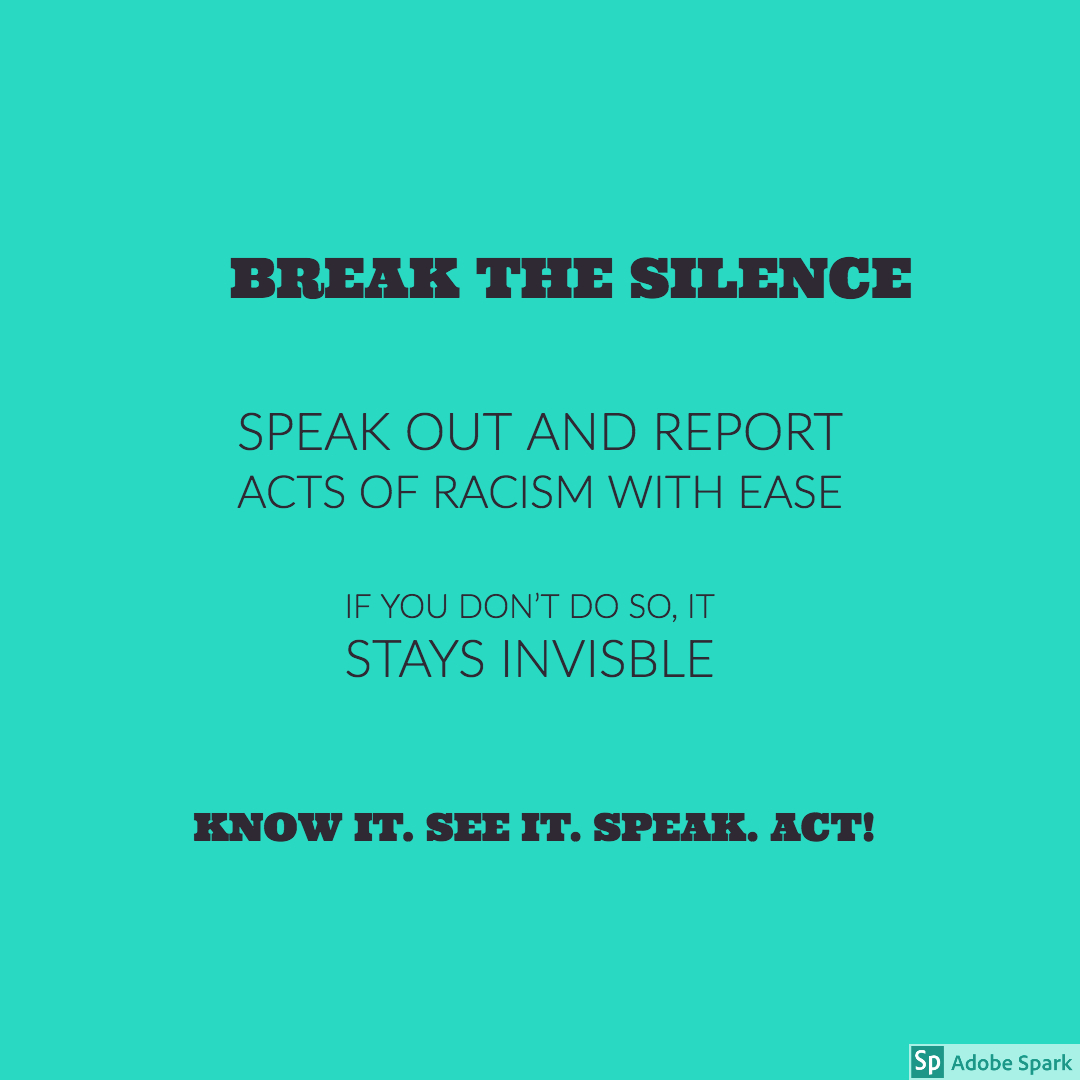 BREAK THE SILENCE
SPEAK OUT AND REPORT
ACTS OF RACISM WITH EASE
IF YOU DON’T DO SO, IT
STAYS INVISBLE
KNOW IT. SEE IT. SPEAK. ACT!
Sp Adobe Spark